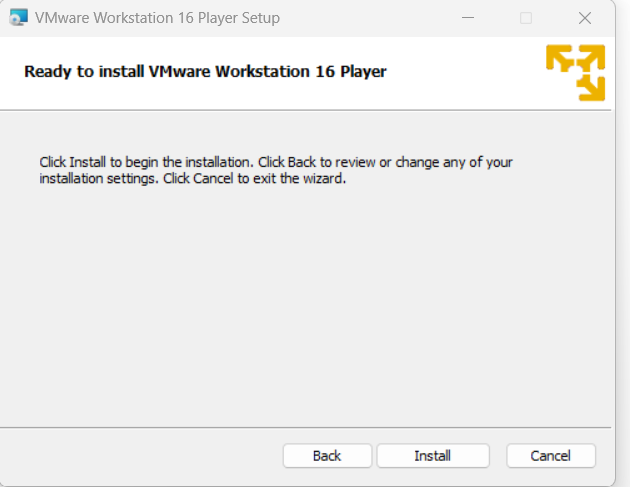 VMware Workstation 16 Player Setup
Ready to install VMware Workstation 16 Player
Click Install to begin the installation. Click Back to review or change any of your
installation settings. Click Cancel to exit the wizard.
Back Install Cancel